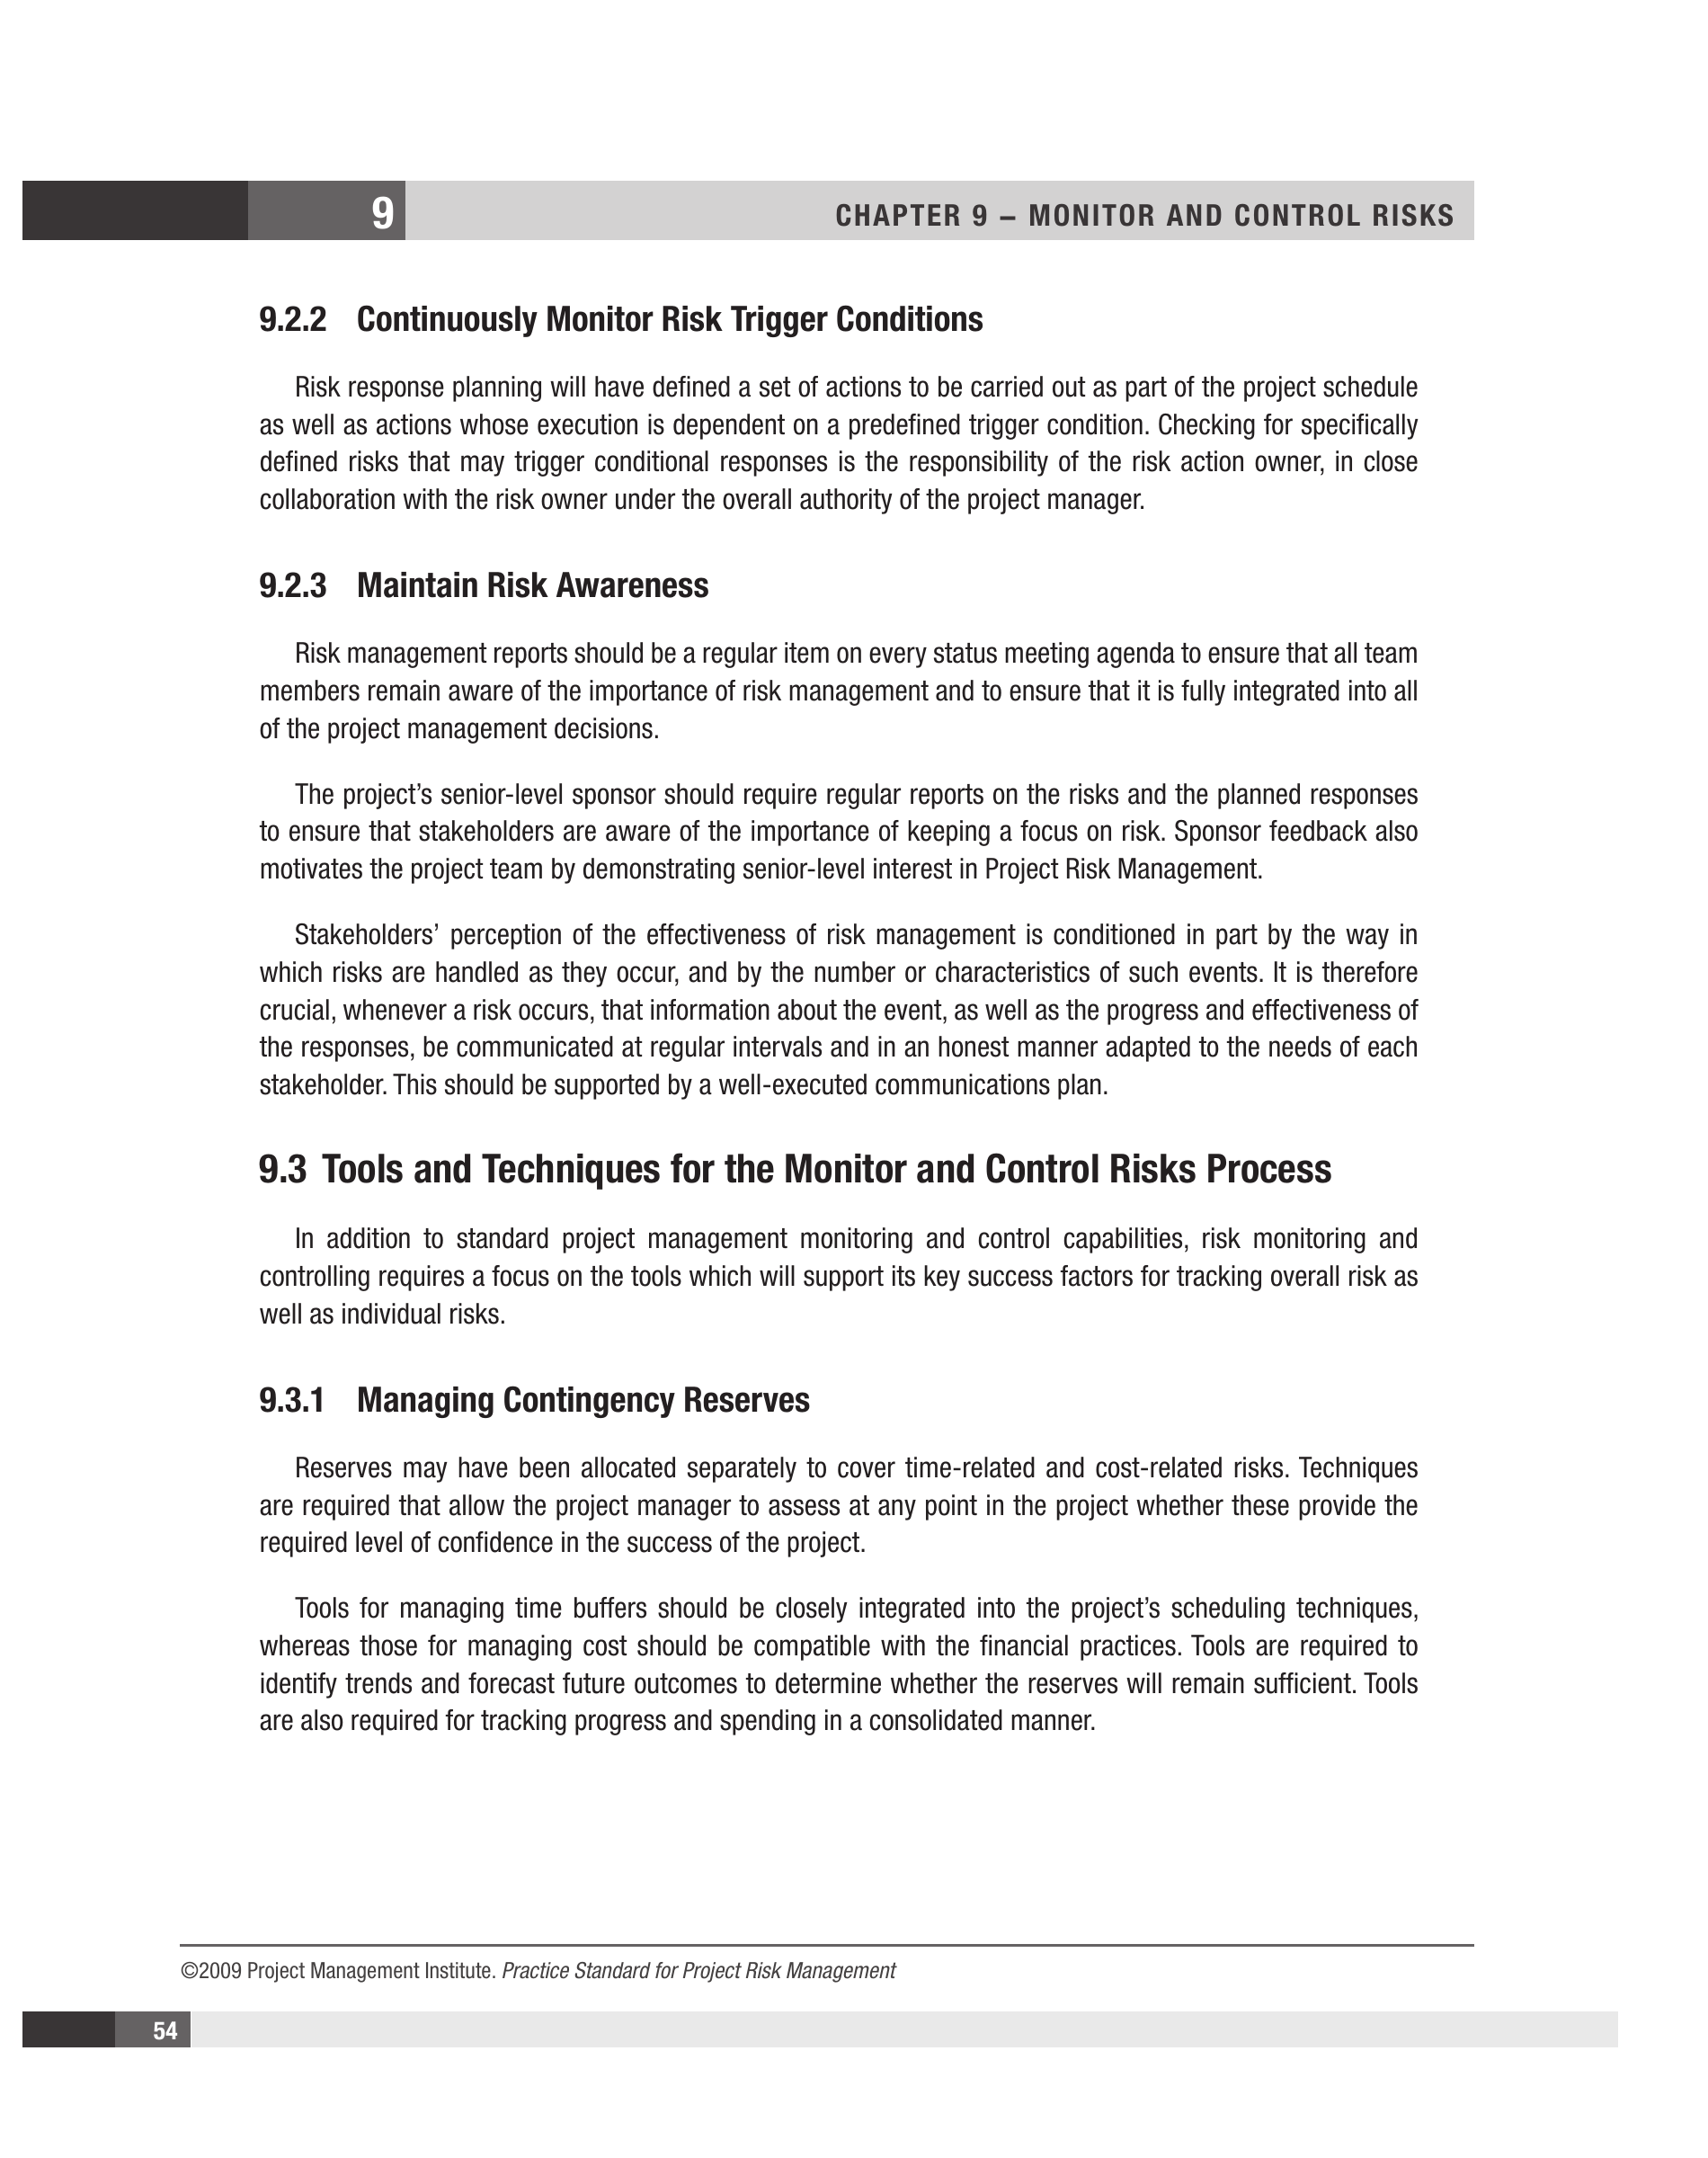 9
CHAPTER 9 – MONITOR AND CONTROL RISKS
9.2.2 Continuously Monitor Risk Trigger Conditions
Risk response planning will have defined a set of actions to be carried out as part of the project schedule
as well as actions whose execution is dependent on a predefined trigger condition. Checking for specifically
defined risks that may trigger conditional responses is the responsibility of the risk action owner, in close
collaboration with the risk owner under the overall authority of the project manager.
9.2.3 Maintain Risk Awareness
Risk management reports should be a regular item on every status meeting agenda to ensure that all team
members remain aware of the importance of risk management and to ensure that it is fully integrated into all
of the project management decisions.
The project’s senior-level sponsor should require regular reports on the risks and the planned responses
to ensure that stakeholders are aware of the importance of keeping a focus on risk. Sponsor feedback also
motivates the project team by demonstrating senior-level interest in Project Risk Management.
Stakeholders’ perception of the effectiveness of risk management is conditioned in part by the way in
which risks are handled as they occur, and by the number or characteristics of such events. It is therefore
crucial, whenever a risk occurs, that information about the event, as well as the progress and effectiveness of
the responses, be communicated at regular intervals and in an honest manner adapted to the needs of each
stakeholder. This should be supported by a well-executed communications plan.
9.3 Tools and Techniques for the Monitor and Control Risks Process
In addition to standard project management monitoring and control capabilities, risk monitoring and
controlling requires a focus on the tools which will support its key success factors for tracking overall risk as
well as individual risks.
9.3.1 Managing Contingency Reserves
Reserves may have been allocated separately to cover time-related and cost-related risks. Techniques
are required that allow the project manager to assess at any point in the project whether these provide the
required level of confidence in the success of the project.
Tools for managing time buffers should be closely integrated into the project’s scheduling techniques,
whereas those for managing cost should be compatible with the financial practices. Tools are required to
identify trends and forecast future outcomes to determine whether the reserves will remain sufficient. Tools
are also required for tracking progress and spending in a consolidated manner.
©2009 Project Management Institute. Practice Standard for Project Risk Management
54